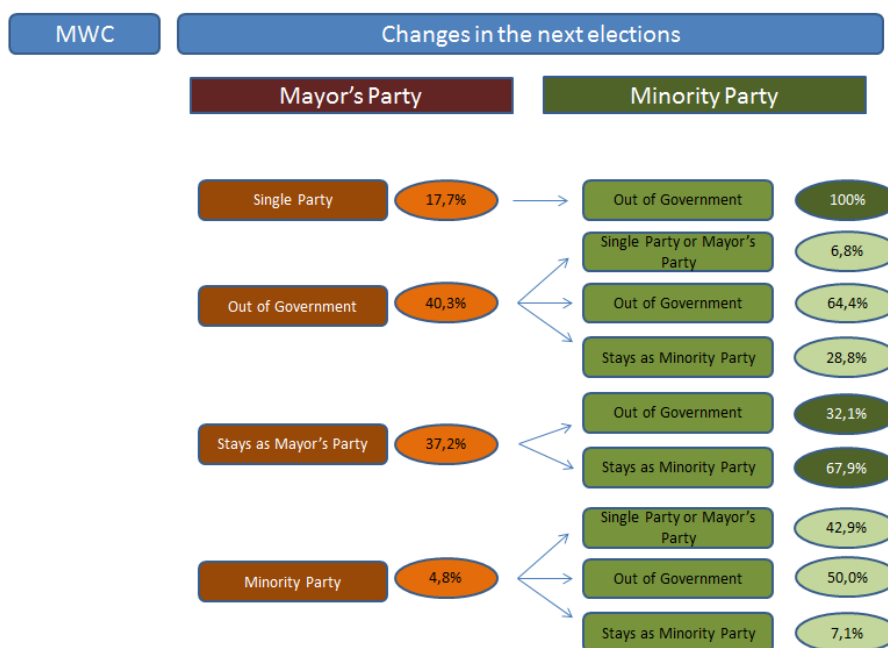 MWC
Changes in the next elections
Mayor's Party
Minority Party
Single Party
17,7%
Out of Government
100%
Out of Government
40,3%
Single Party or Mayor's
Party
6,8%
Out of Government
64,4%
Stays as Minority Party
28,8%
Stays as Mayor's Party
37,2%
Out of Government
32,1%
Stays as Minority Party
67,9%
Minority Party
4,8%
Single Party or Mayor's
Party
42,9%
Out of Government
50,0%
Stays as Minority Party
7,1%